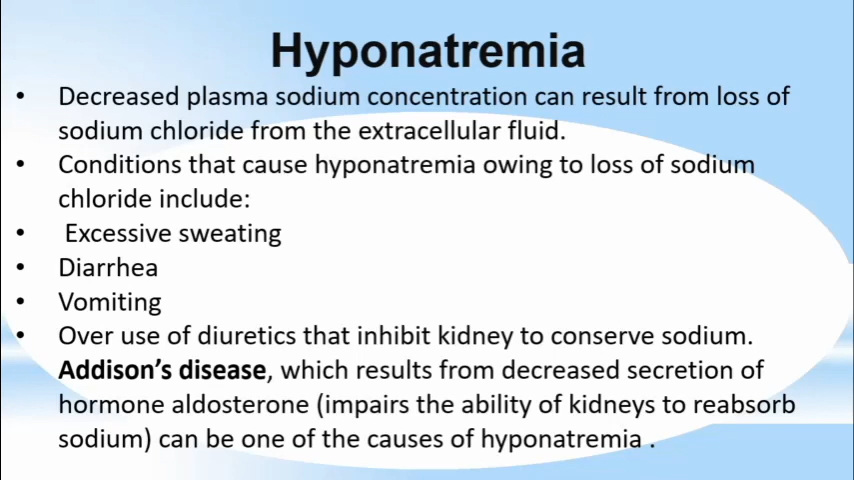 Hyponatremia
• Decreased plasma sodium concentration can result from loss of
sodium chloride from the extracellular fluid.
• Conditions that cause hyponatremia owing to loss of sodium
chloride include:
• Excessive sweating
• Diarrhea
• Vomiting
• Over use of diuretics that inhibit kidney to conserve sodium.
Addison’s disease, which results from decreased secretion of
hormone aldosterone (impairs the ability of kidneys to reabsorb
sodium) can be one of the causes of hyponatremia .